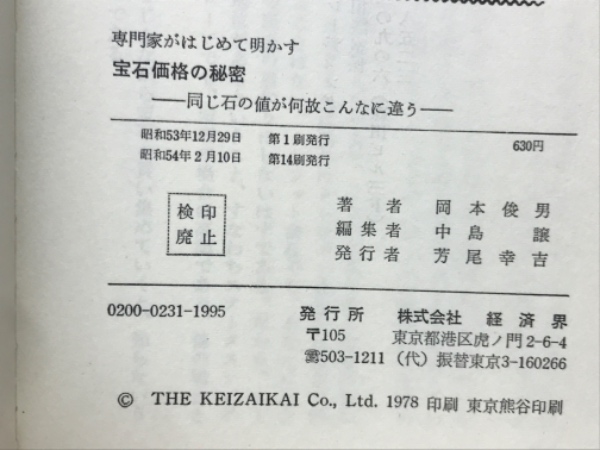 専門家がはじめて明かす
宝石価格の秘密
——同じ石の値が何故こんなに違う——
昭和53年12月29日 第1刷発行 630円
昭和54年2月10日 第14刷発行
検印
廃止
著者 岡本俊男
編集者 中島譲
発行者 芳尾幸吉
0200-0231-1995
発行所 株式会社 経済界
〒105 東京都港区虎ノ門2-6-4
☎503-1211 (代) 振替東京3-160266
© THE KEIZAIKAI Co., Ltd. 1978 印刷 東京熊谷印刷